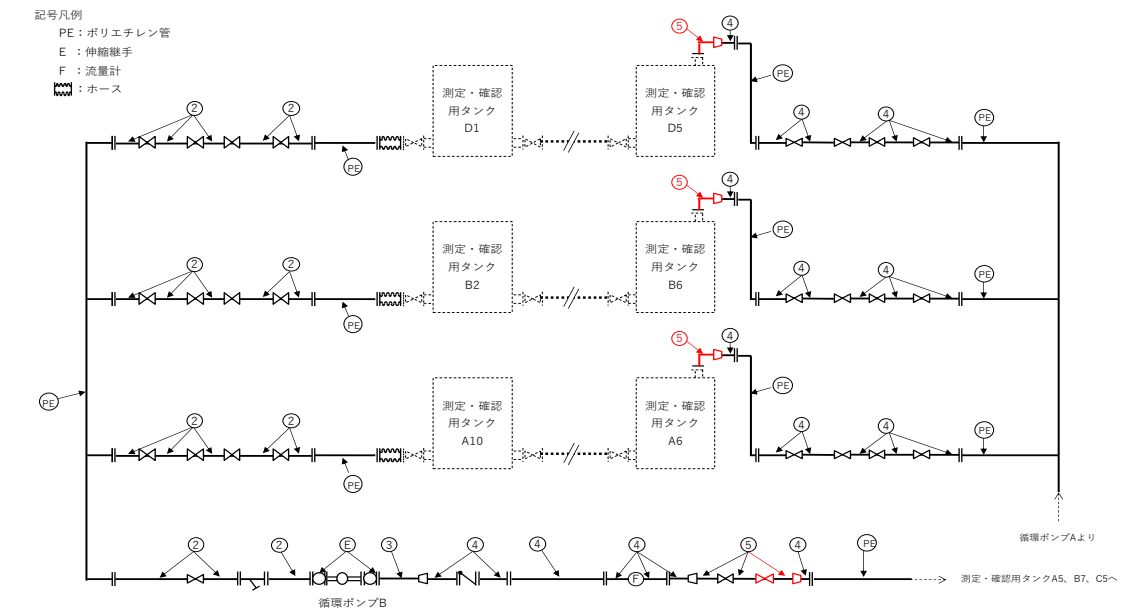 記号凡例
PE：ポリエチレン管
E ：伸縮継手
F ：流量計
：ホース
⑤ ④
PE
測定・確認
用タンク
D1
測定・確認
用タンク
D5
② ② ④ ④ PE
PE
⑤ ④
PE
測定・確認
用タンク
B2
測定・確認
用タンク
B6
② ② ④ ④ PE
PE
⑤ ④
PE
測定・確認
用タンク
A10
測定・確認
用タンク
A6
PE
② ② ④ ④ PE
PE
循環ポンプAより
② ② E ③ ④ ④ ④ ⑤ ④ PE
F
測定・確認用タンクA5、B7、C5へ
循環ポンプB